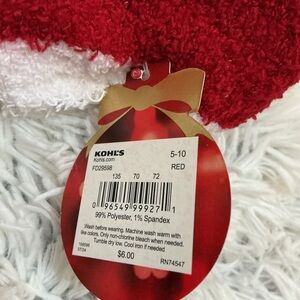 KOHL'S 5-10
Kohls.com
FD29598 RED
135 70 72
0 96549 99927 1
99% Polyester, 1% Spandex
Wash before wearing. Machine wash warm with
like colors. Only non-chlorine bleach when needed.
Tumble dry low. Cool iron if needed
$6.00
RN74547